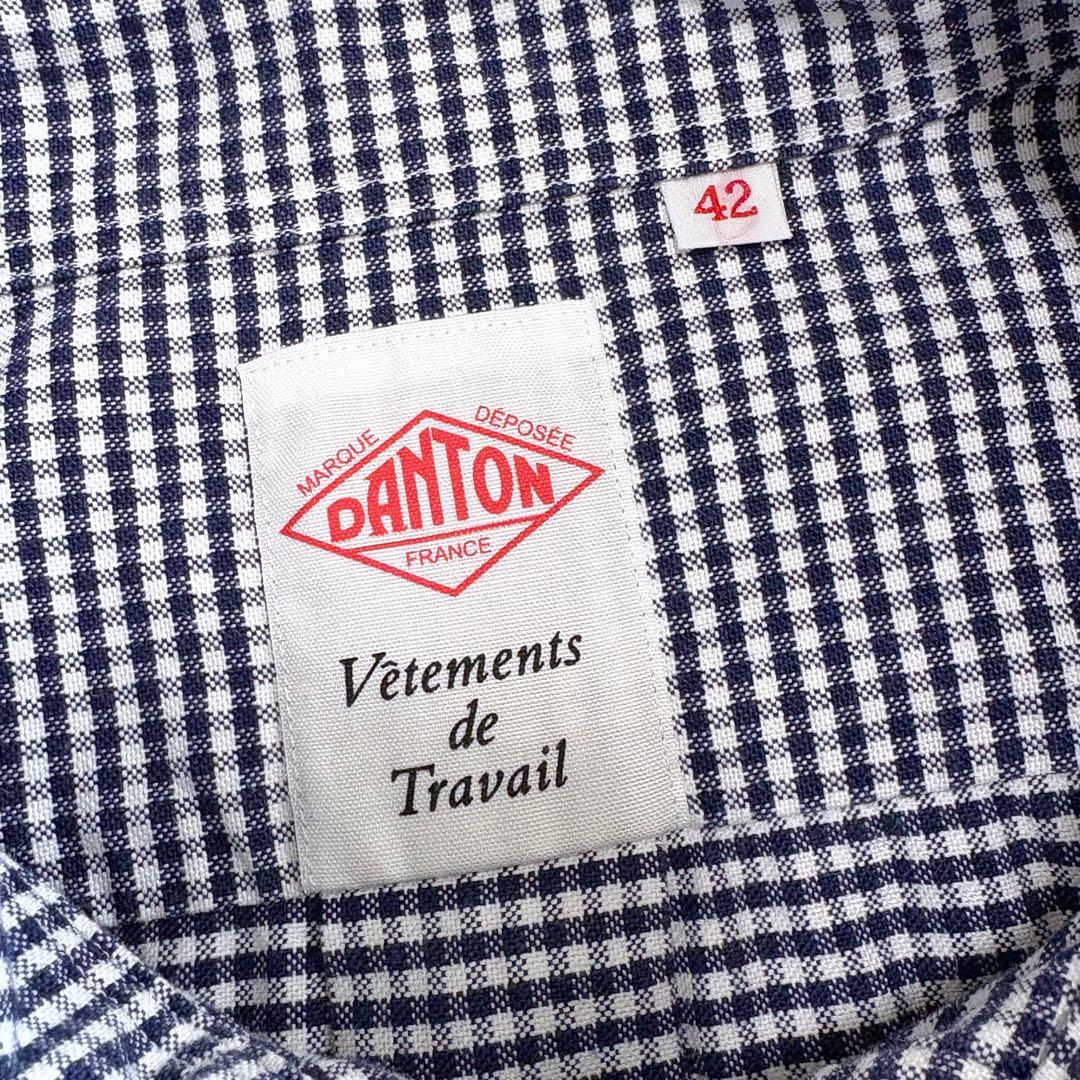 42
MARQUE DÉPOSÉE
DANTON
FRANCE
Vêtements
de
Travail